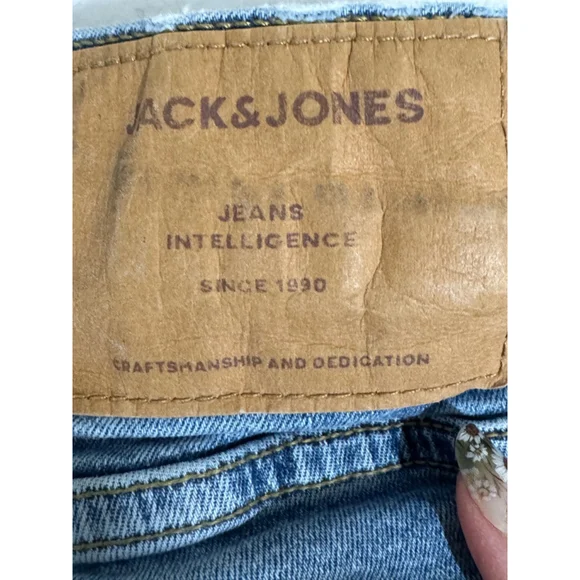 JACK&JONES
JEANS
INTELLIGENCE
SINCE 1990
CRAFTSMANSHIP AND DEDICATION